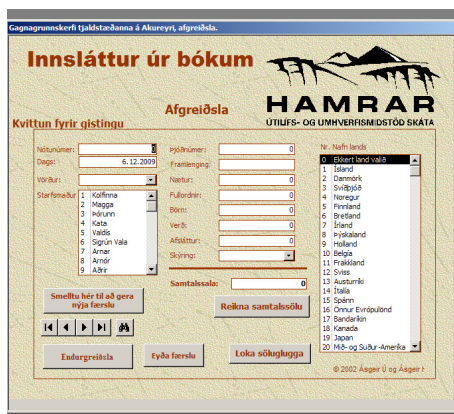 Gagnagrunnskerfi tjaldstæðanna á Akureyri, afgreiðsla.
Innsláttur úr bókum
Afgreiðsla
HAMRAR
ÚTILÍFS- OG UMHVERFISMIÐSTÖÐ SKÁTA
Kvittun fyrir gistingu
Nótunúmer: 0
Dags: 6.12.2009
Vörður:
Starfsmaður
1 Kolfinna
2 Magga
3 Þórunn
4 Kata
5 Valdís
6 Sigrún Vala
7 Arnar
8 Arnór
9 Aðrir
Þjóðnúmer: 0
Framlenging:
Nætur: 0
Fullorðnir: 0
Börn: 0
Verð: 0
Afsláttur: 0
Skýring:
Samtalssala: 0
Nr. Nafn lands
0 Ekkert land valið
1 Ísland
2 Danmörk
3 Svíþjóð
4 Noregur
5 Finnland
6 Bretland
7 Írland
8 Þýskaland
9 Holland
10 Belgía
11 Frakkland
12 Sviss
13 Austurríki
14 Ítalía
15 Spánn
16 Önnur Evrópulönd
17 Bandaríkin
18 Kanada
19 Japan
20 Mið- og Suður-Ameríka
Smelltu hér til að gera
nýja færslu
Reikna samtalssölu
Endurgreiðsla
Eyða færslu
Loka söluglugga
© 2002 Ásgeir Ú og Ásgeir H